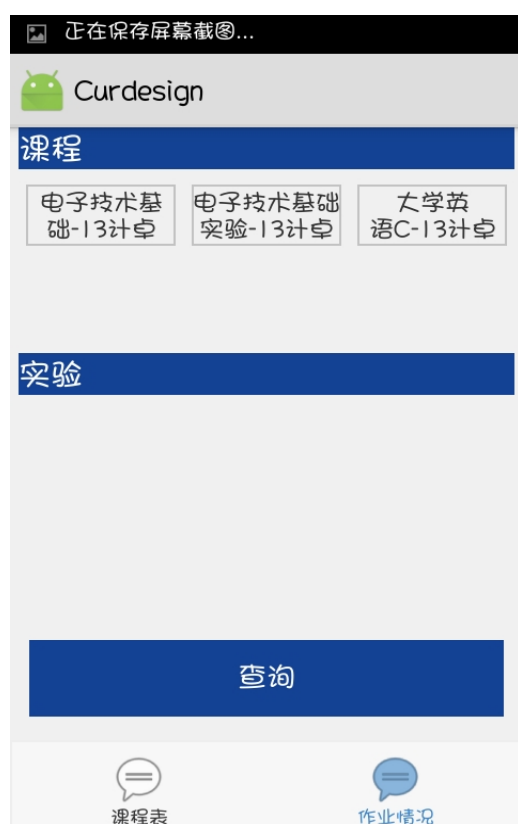 正在保存屏幕截图...
Curdesign
课程
电子技术基
础-13计卓
电子技术基础
实验-13计卓
大学英
语C-13计卓
实验
查询
课程表
作业情况